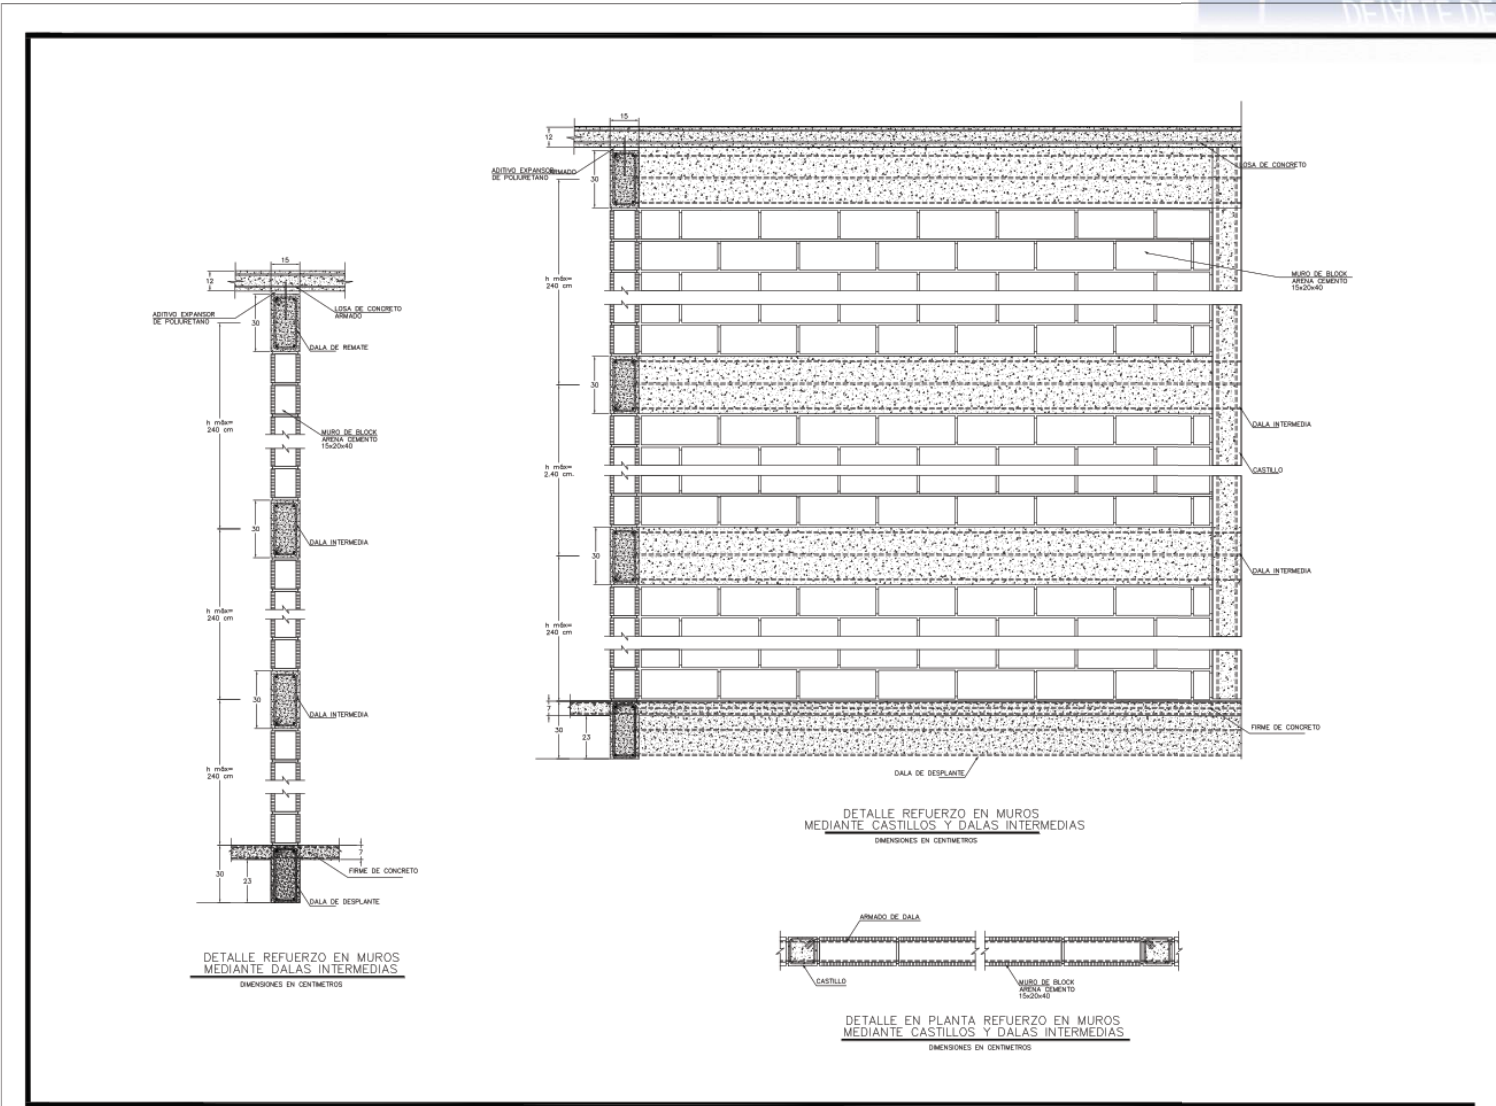 DETALLE DE
15
12
ADITIVO EXPANSOR
DE POLIURETANO
LOSA DE CONCRETO
ARMADO
30
DALA DE REMATE
h máx=
240 cm
MURO DE BLOCK
ARENA CEMENTO
15x20x40
30
DALA INTERMEDIA
h máx=
240 cm
30
DALA INTERMEDIA
h máx=
240 cm
7
FIRME DE CONCRETO
30
23
DALA DE DESPLANTE
DETALLE REFUERZO EN MUROS
MEDIANTE DALAS INTERMEDIAS
DIMENSIONES EN CENTIMETROS
15
12
LOSA DE CONCRETO
ARMADO
ADITIVO EXPANSOR
DE POLIURETANO
30
h máx=
240 cm
MURO DE BLOCK
ARENA CEMENTO
15x20x40
30
DALA INTERMEDIA
h máx=
2.40 cm.
CASTILLO
30
DALA INTERMEDIA
h máx=
240 cm
7
30
23
FIRME DE CONCRETO
DALA DE DESPLANTE
DETALLE REFUERZO EN MUROS
MEDIANTE CASTILLOS Y DALAS INTERMEDIAS
DIMENSIONES EN CENTIMETROS
ARMADO DE DALA
CASTILLO
MURO DE BLOCK
ARENA CEMENTO
15x20x40
DETALLE EN PLANTA REFUERZO EN MUROS
MEDIANTE CASTILLOS Y DALAS INTERMEDIAS
DIMENSIONES EN CENTIMETROS